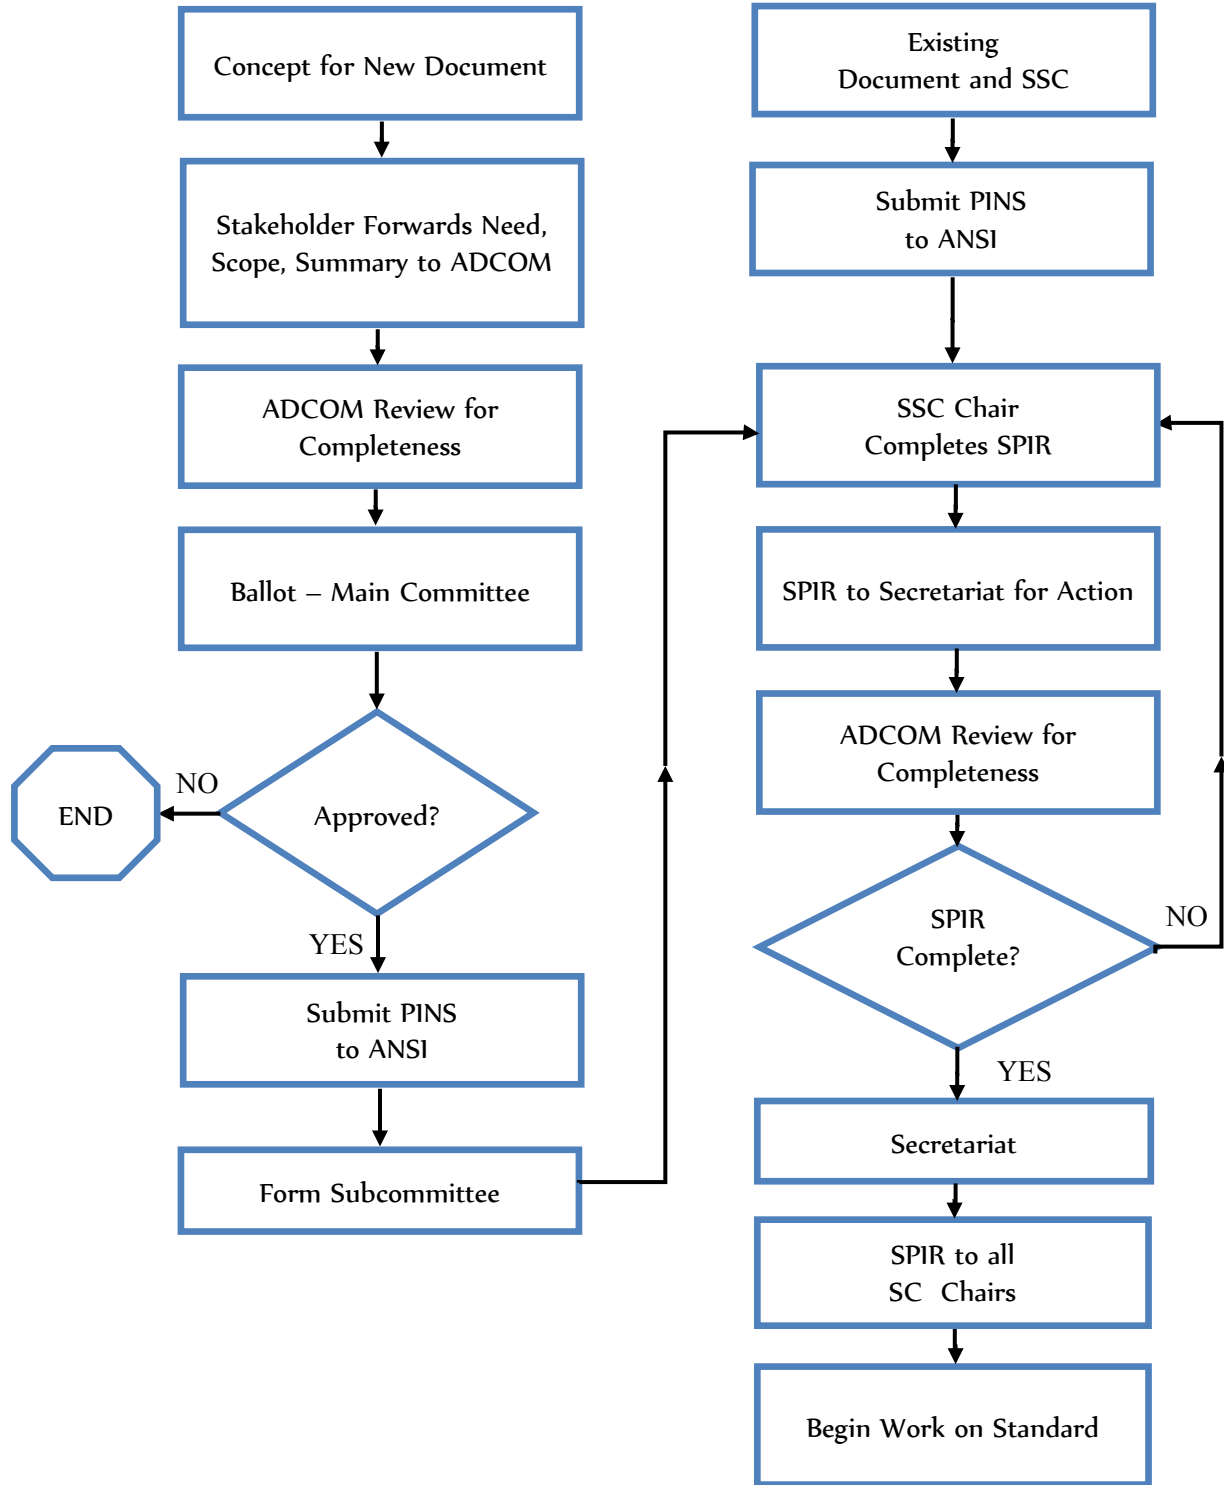 Concept for New Document
Stakeholder Forwards Need,
Scope, Summary to ADCOM
ADCOM Review for
Completeness
Ballot – Main Committee
Approved?
NO
END
YES
Submit PINS
to ANSI
Form Subcommittee
Existing
Document and SSC
Submit PINS
to ANSI
SSC Chair
Completes SPIR
SPIR to Secretariat for Action
ADCOM Review for
Completeness
SPIR
Complete?
NO
YES
Secretariat
SPIR to all
SC Chairs
Begin Work on Standard